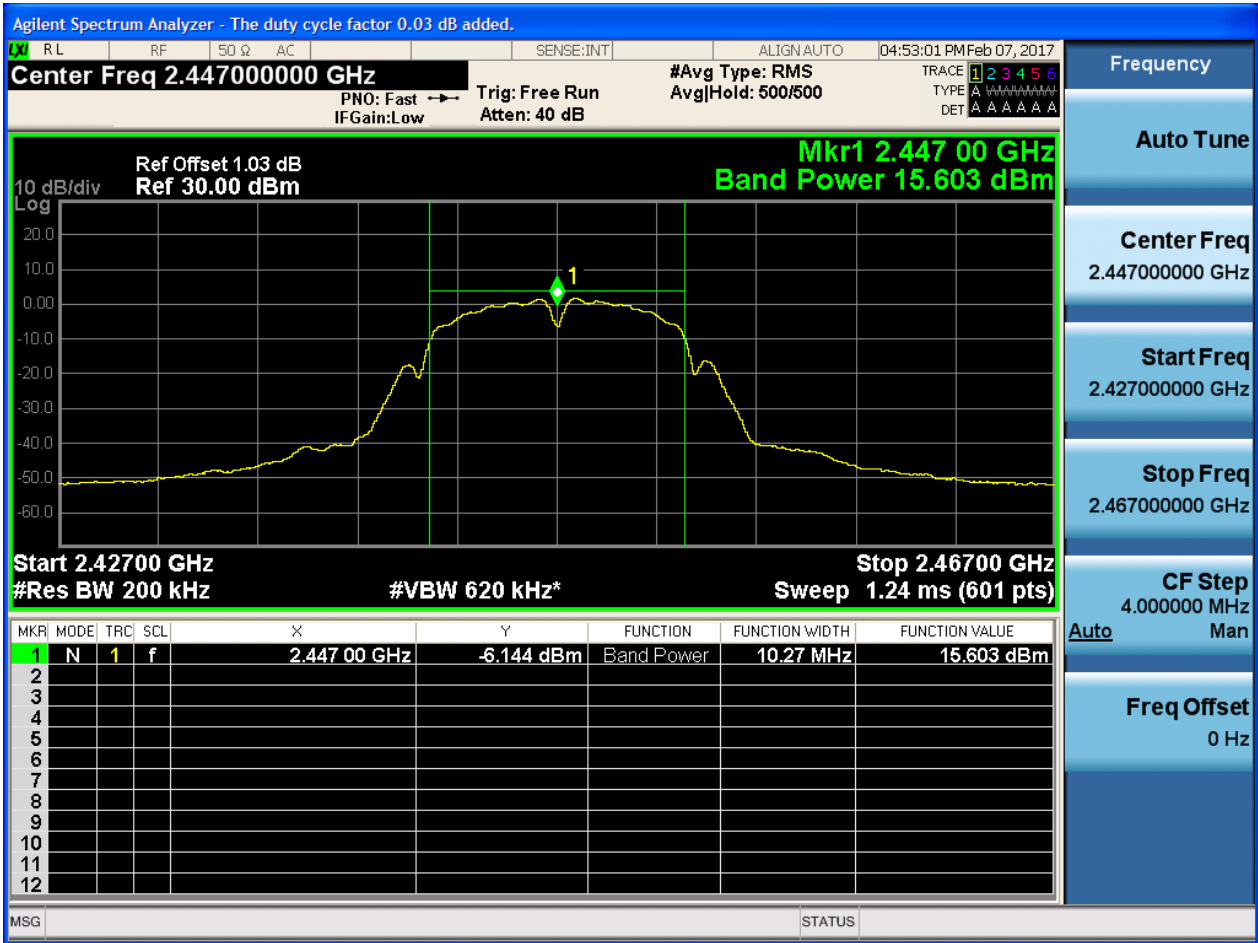 Agilent Spectrum Analyzer - The duty cycle factor 0.03 dB added.
LXI RL RF 50 Ω AC SENSE:INT ALIGN AUTO 04:53:01 PM Feb 07, 2017
Center Freq 2.447000000 GHz
PNO: Fast
IFGain:Low
Trig: Free Run
Atten: 40 dB
#Avg Type: RMS
Avg|Hold: 500/500
TRACE 1 2 3 4 5 6
TYPE A WWWWW
DET A A A A A A
Mkr1 2.447 00 GHz
Band Power 15.603 dBm
Ref Offset 1.03 dB
10 dB/div Ref 30.00 dBm
Log
20.0
10.0
0.00
-10.0
-20.0
-30.0
-40.0
-50.0
-60.0
1
Start 2.42700 GHz Stop 2.46700 GHz
#Res BW 200 kHz #VBW 620 kHz* Sweep 1.24 ms (601 pts)
MKR MODE TRC SCL X Y FUNCTION FUNCTION WIDTH FUNCTION VALUE
1 N 1 f 2.447 00 GHz -6.144 dBm Band Power 10.27 MHz 15.603 dBm
2
3
4
5
6
7
8
9
10
11
12
MSG STATUS
Frequency
Auto Tune
Center Freq
2.447000000 GHz
Start Freq
2.427000000 GHz
Stop Freq
2.467000000 GHz
CF Step
4.000000 MHz
Auto Man
Freq Offset
0 Hz